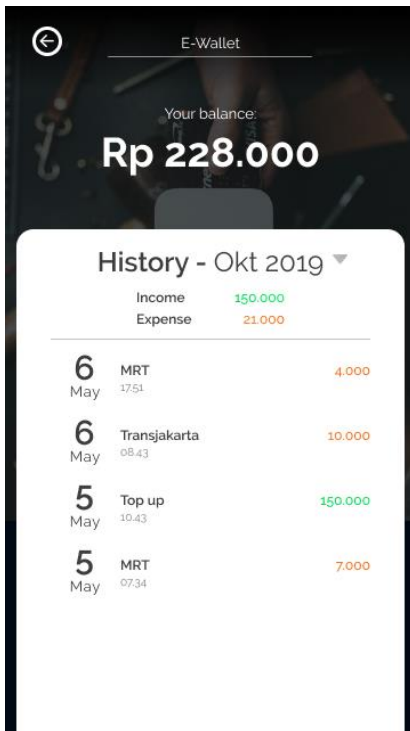 E-Wallet
Your balance:
Rp 228.000
History - Okt 2019
Income 150.000
Expense 21.000
6 May MRT 17.51 4.000
6 May Transjakarta 08.43 10.000
5 May Top up 10.43 150.000
5 May MRT 07.34 7.000